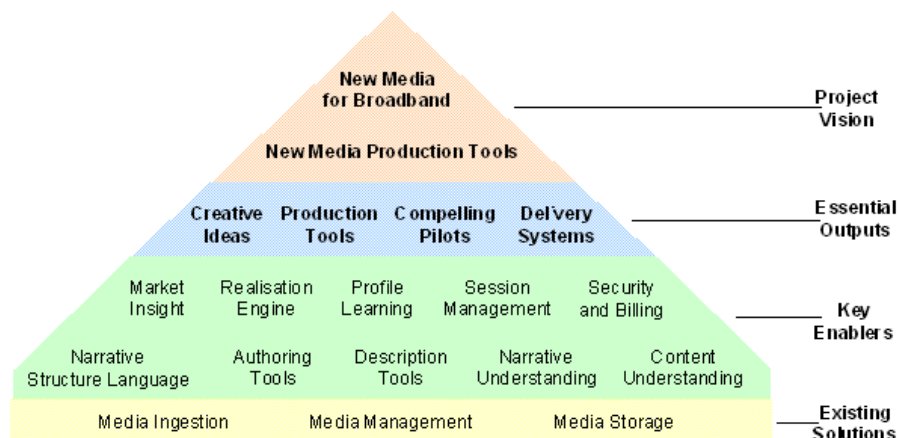 New Media
for Broadband
Project
Vision
New Media Production Tools
Creative Ideas
Production Tools
Compelling Pilots
Delivery Systems
Essential
Outputs
Market Insight
Realisation Engine
Profile Learning
Session Management
Security and Billing
Key
Enablers
Narrative Structure Language
Authoring Tools
Description Tools
Narrative Understanding
Content Understanding
Media Ingestion
Media Management
Media Storage
Existing
Solutions